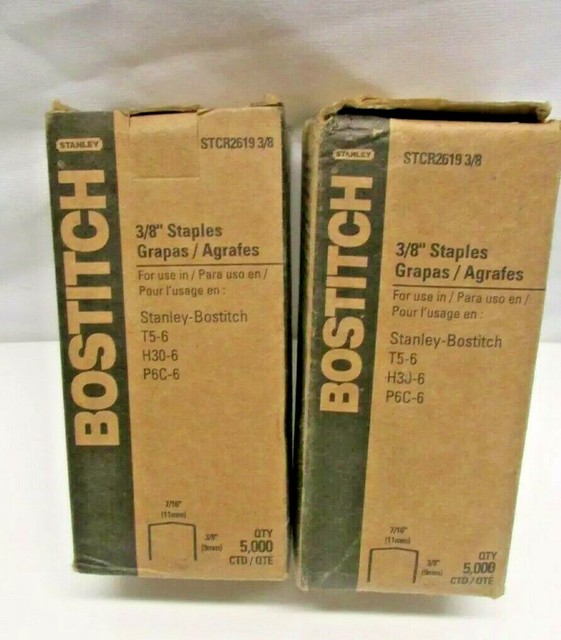 STANLEY
STCR2619 3/8
BOSTITCH
3/8" Staples
Grapas / Agrafes
For use in / Para uso en /
Pour l'usage en :
Stanley-Bostitch
T5-6
H30-6
P6C-6
7/16"
(11mm)
3/8"
(9mm)
QTY
5,000
CTD / QTE
STANLEY
STCR2619 3/8
BOSTITCH
3/8" Staples
Grapas / Agrafes
For use in / Para uso en /
Pour l'usage en :
Stanley-Bostitch
T5-6
H30-6
P6C-6
7/16"
(11mm)
3/8"
(9mm)
QTY
5,000
CTD / QTE